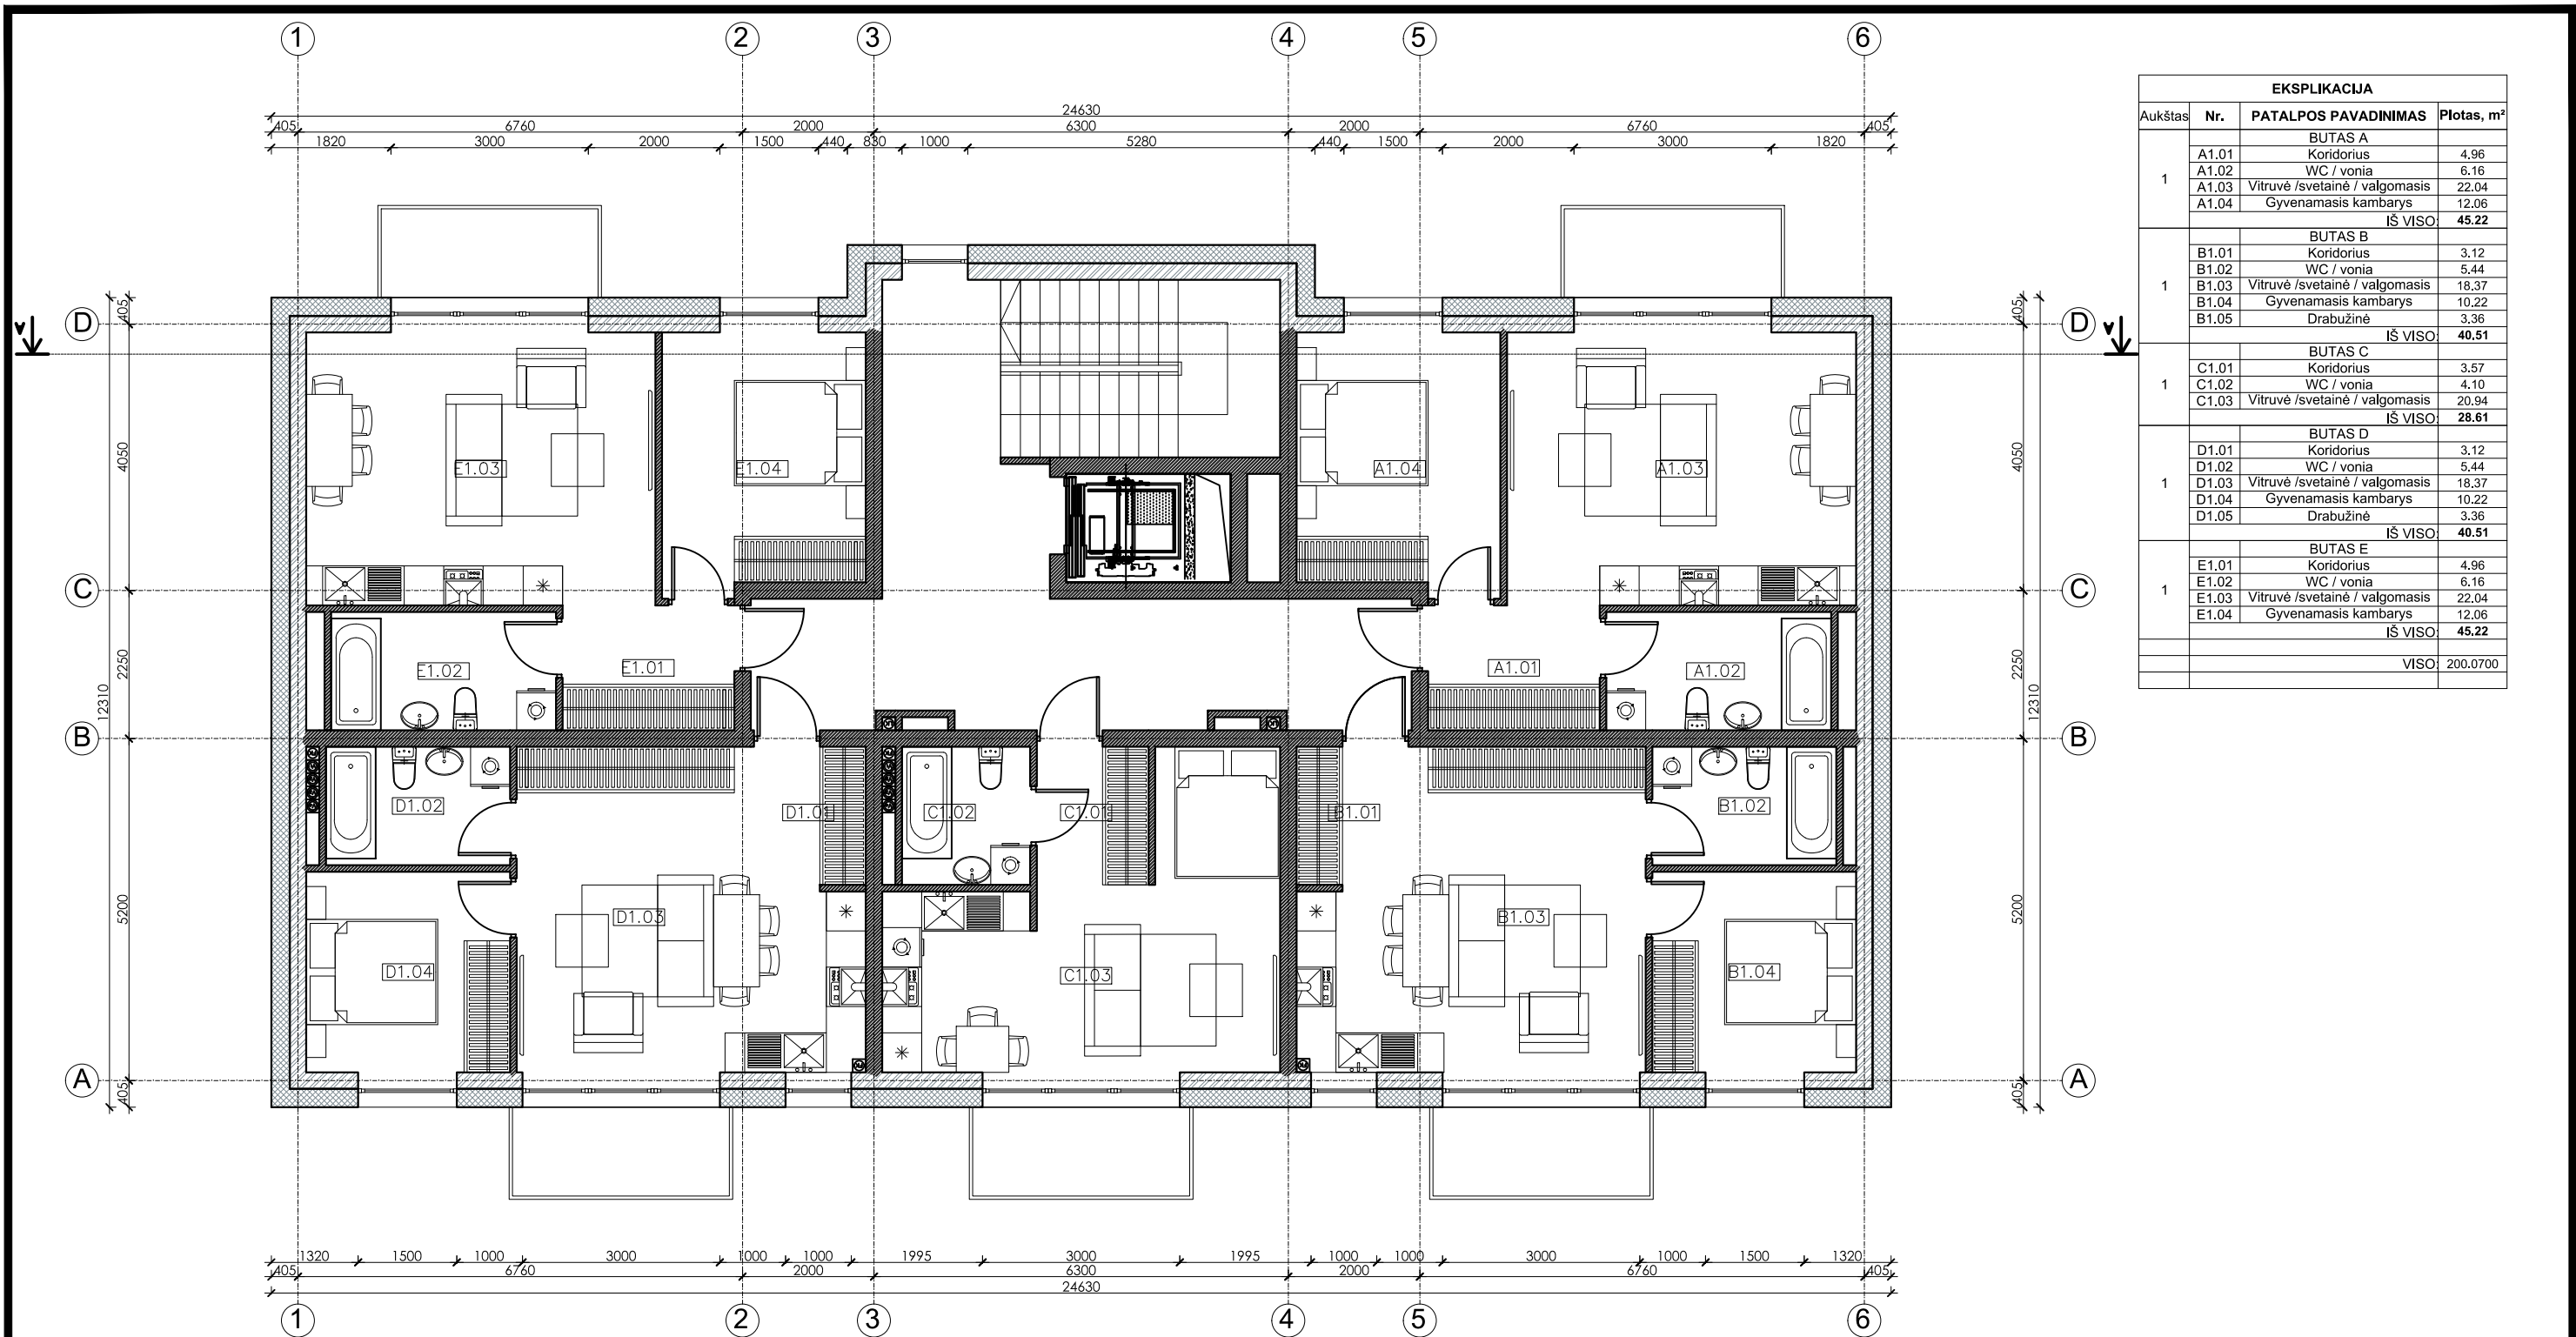 1 2 3 4 5 6
24630
405 6760 2000 6300 2000 6760 405
1820 3000 2000 1500 440 830 1000 5280 440 1500 2000 3000 1820
EKSPLIKACIJA
Aukštas Nr. PATALPOS PAVADINIMAS Plotas, m²
BUTAS A
A1.01 Koridorius 4.96
A1.02 WC / vonia 6.16
1
A1.03 Vitruvė /svetainė / valgomasis 22.04
A1.04 Gyvenamasis kambarys 12.06
IŠ VISO: 45.22
BUTAS B
B1.01 Koridorius 3.12
B1.02 WC / vonia 5.44
1 B1.03 Vitruvė /svetainė / valgomasis 18.37
B1.04 Gyvenamasis kambarys 10.22
B1.05 Drabužinė 3.36
IŠ VISO: 40.51
BUTAS C
C1.01 Koridorius 3.57
1 C1.02 WC / vonia 4.10
C1.03 Vitruvė /svetainė / valgomasis 20.94
IŠ VISO: 28.61
BUTAS D
D1.01 Koridorius 3.12
D1.02 WC / vonia 5.44
1 D1.03 Vitruvė /svetainė / valgomasis 18.37
D1.04 Gyvenamasis kambarys 10.22
D1.05 Drabužinė 3.36
IŠ VISO: 40.51
BUTAS E
E1.01 Koridorius 4.96
E1.02 WC / vonia 6.16
1
E1.03 Vitruvė /svetainė / valgomasis 22.04
E1.04 Gyvenamasis kambarys 12.06
IŠ VISO: 45.22
VISO: 200.0700
405 405
D D
v v
4050 4050
E1.03 E1.04 A1.04 A1.03
C C
2250 2250
E1.02 E1.01 A1.01 A1.02
12310 12310
B B
D1.02 D1.01 C1.02 C1.01 B1.01 B1.02
5200 5200
D1.03 B1.03
D1.04 C1.03 B1.04
A A
405 405
1320 1500 1000 3000 1000 1000 1995 3000 1995 1000 1000 3000 1000 1500 1320
405 6760 2000 6300 2000 6760 405
24630
1 2 3 4 5 6